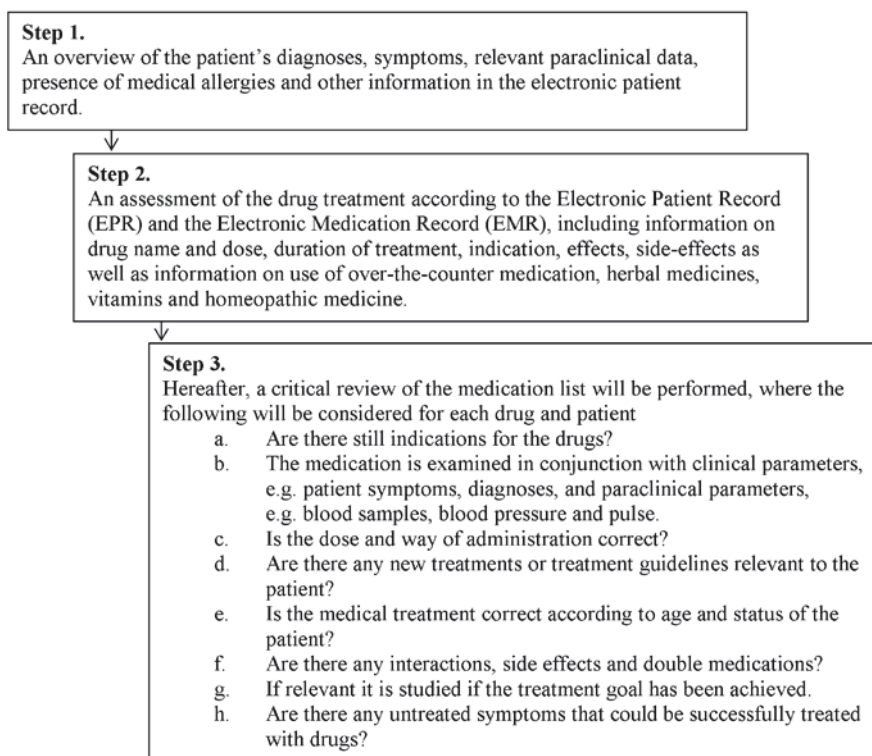 Step 1.
An overview of the patient's diagnoses, symptoms, relevant paraclinical data,
presence of medical allergies and other information in the electronic patient
record.
Step 2.
An assessment of the drug treatment according to the Electronic Patient Record
(EPR) and the Electronic Medication Record (EMR), including information on
drug name and dose, duration of treatment, indication, effects, side-effects as
well as information on use of over-the-counter medication, herbal medicines,
vitamins and homeopathic medicine.
Step 3.
Hereafter, a critical review of the medication list will be performed, where the
following will be considered for each drug and patient
a. Are there still indications for the drugs?
b. The medication is examined in conjunction with clinical parameters,
e.g. patient symptoms, diagnoses, and paraclinical parameters,
e.g. blood samples, blood pressure and pulse.
c. Is the dose and way of administration correct?
d. Are there any new treatments or treatment guidelines relevant to the
patient?
e. Is the medical treatment correct according to age and status of the
patient?
f. Are there any interactions, side effects and double medications?
g. If relevant it is studied if the treatment goal has been achieved.
h. Are there any untreated symptoms that could be successfully treated
with drugs?